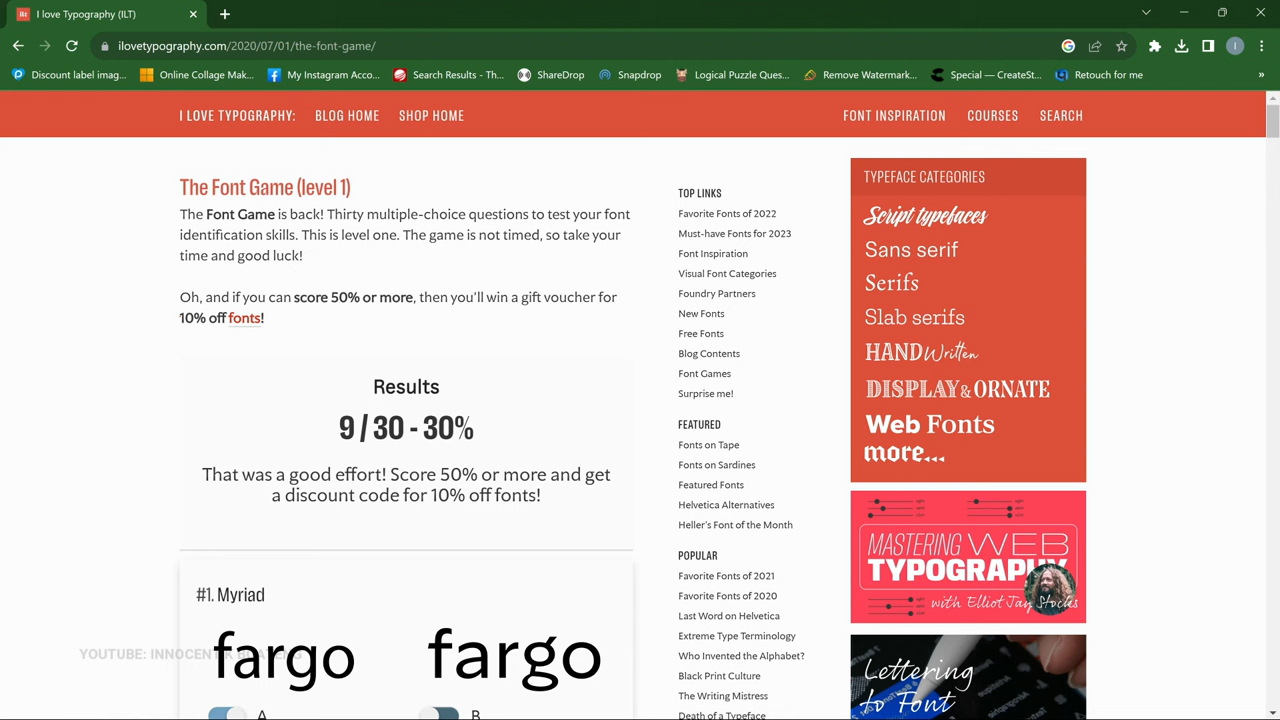 I love Typography (ILT)
ilovetypography.com/2020/07/01/the-font-game/
Discount label imag...
Online Collage Mak...
My Instagram Acco...
Search Results - Th...
ShareDrop
Snapdrop
Logical Puzzle Ques...
Remove Watermark...
Special — CreateSt...
Retouch for me
I LOVE TYPOGRAPHY:
BLOG HOME
SHOP HOME
FONT INSPIRATION
COURSES
SEARCH
The Font Game (level 1)
The Font Game is back! Thirty multiple-choice questions to test your font
identification skills. This is level one. The game is not timed, so take your
time and good luck!
Oh, and if you can score 50% or more, then you'll win a gift voucher for
10% off fonts!
Results
9 / 30 - 30%
That was a good effort! Score 50% or more and get
a discount code for 10% off fonts!
#1. Myriad
fargo
fargo
A
B
TOP LINKS
Favorite Fonts of 2022
Must-have Fonts for 2023
Font Inspiration
Visual Font Categories
Foundry Partners
New Fonts
Free Fonts
Blog Contents
Font Games
Surprise me!
FEATURED
Fonts on Tape
Fonts on Sardines
Featured Fonts
Helvetica Alternatives
Heller's Font of the Month
POPULAR
Favorite Fonts of 2021
Favorite Fonts of 2020
Last Word on Helvetica
Extreme Type Terminology
Who Invented the Alphabet?
Black Print Culture
The Writing Mistress
Death of a Typeface
TYPEFACE CATEGORIES
Script typefaces
Sans serif
Serifs
Slab serifs
HAND Written
DISPLAY & ORNATE
Web Fonts
more...
MASTERING WEB
TYPOGRAPHY
with Elliot Jay Stocks
Lettering
to Font
YOUTUBE: INNOCENT